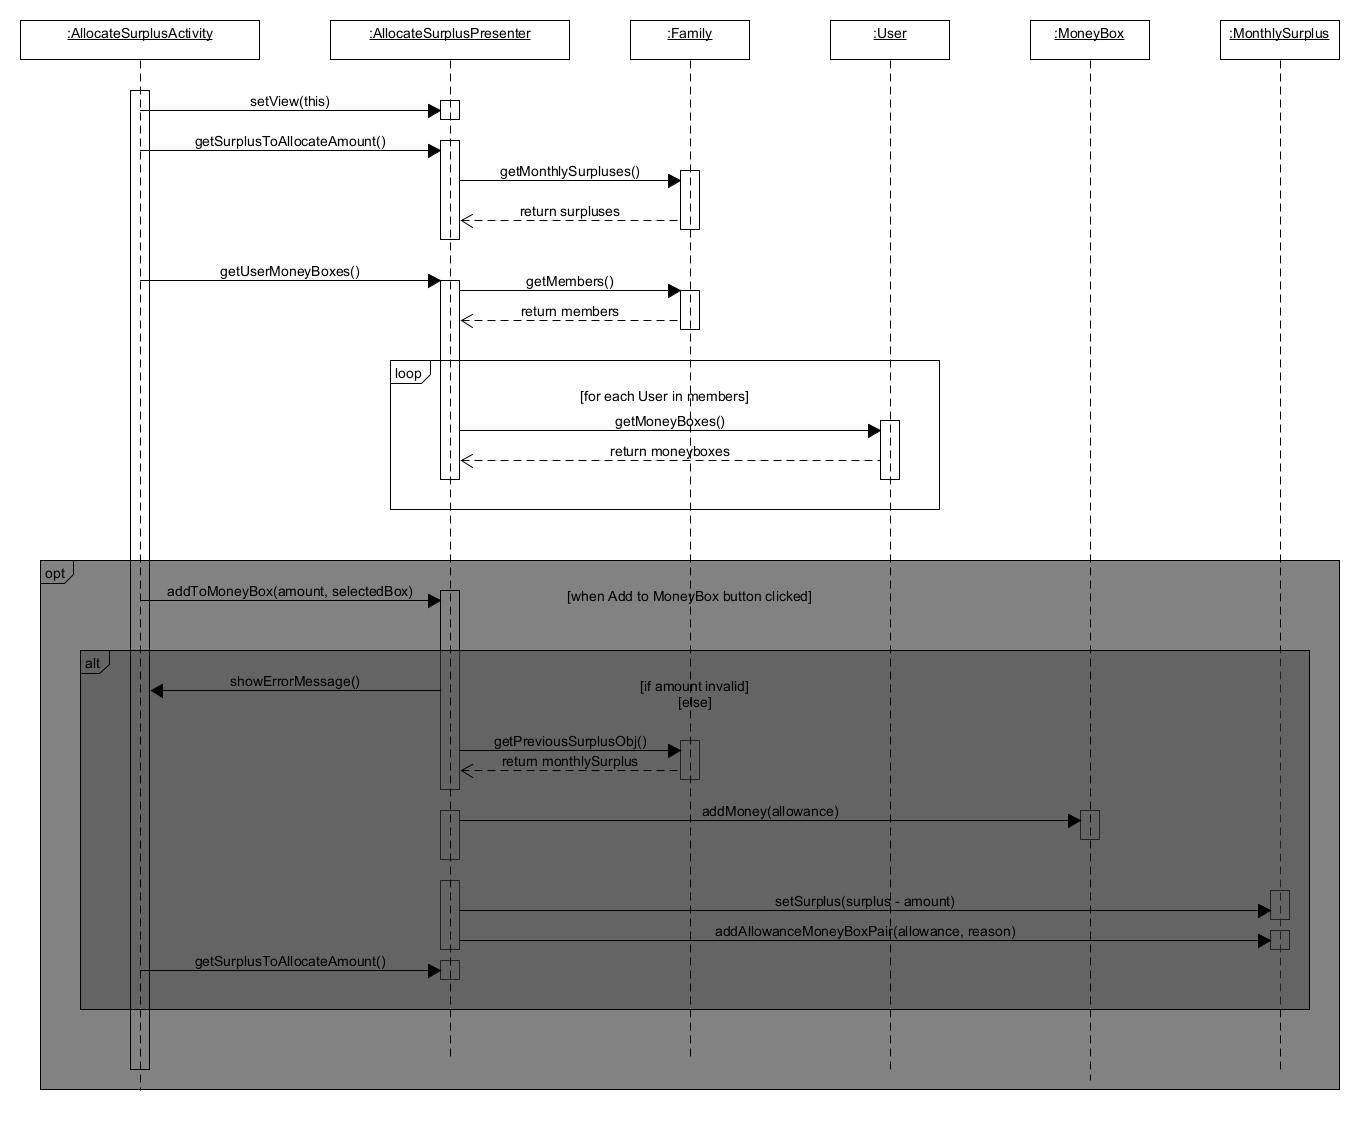 :AllocateSurplusActivity
:AllocateSurplusPresenter
:Family
:User
:MoneyBox
:MonthlySurplus
setView(this)
getSurplusToAllocateAmount()
getMonthlySurpluses()
return surpluses
getUserMoneyBoxes()
getMembers()
return members
loop
[for each User in members]
getMoneyBoxes()
return moneyboxes
opt
addToMoneyBox(amount, selectedBox)
[when Add to MoneyBox button clicked]
alt
showErrorMessage()
[if amount invalid]
[else]
getPreviousSurplusObj()
return monthlySurplus
addMoney(allowance)
setSurplus(surplus - amount)
addAllowanceMoneyBoxPair(allowance, reason)
getSurplusToAllocateAmount()